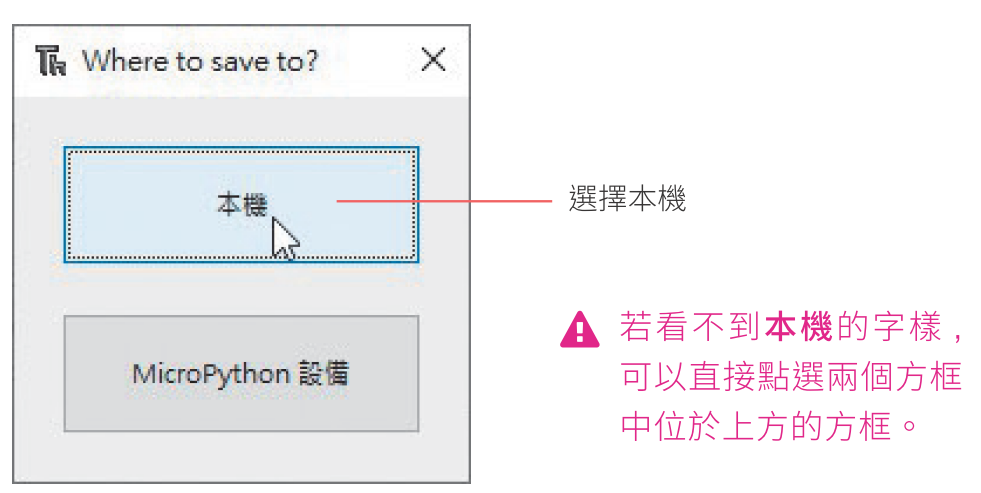 Th Where to save to?
本機
選擇本機
若看不到本機的字樣，
可以直接點選兩個方框
中位於上方的方框。
MicroPython 設備